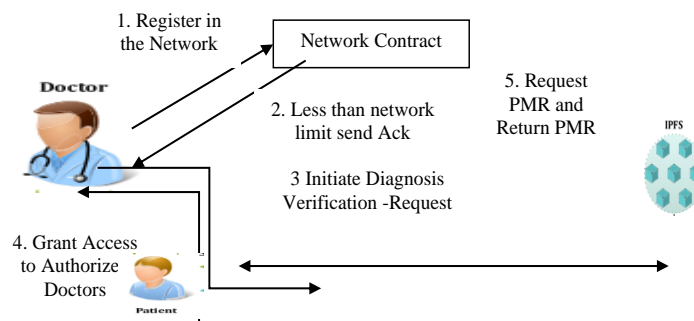 1. Register in
the Network
Network Contract
Doctor
5. Request
PMR and
Return PMR
IPFS
2. Less than network
limit send Ack
3 Initiate Diagnosis
Verification -Request
4. Grant Access
to Authorize
Doctors
Patient